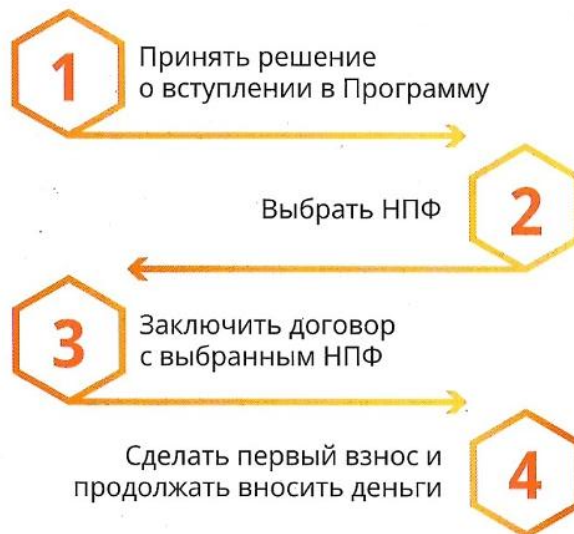 1
Принять решение
о вступлении в Программу
Выбрать НПФ
2
3
Заключить договор
с выбранным НПФ
Сделать первый взнос и
продолжать вносить деньги
4